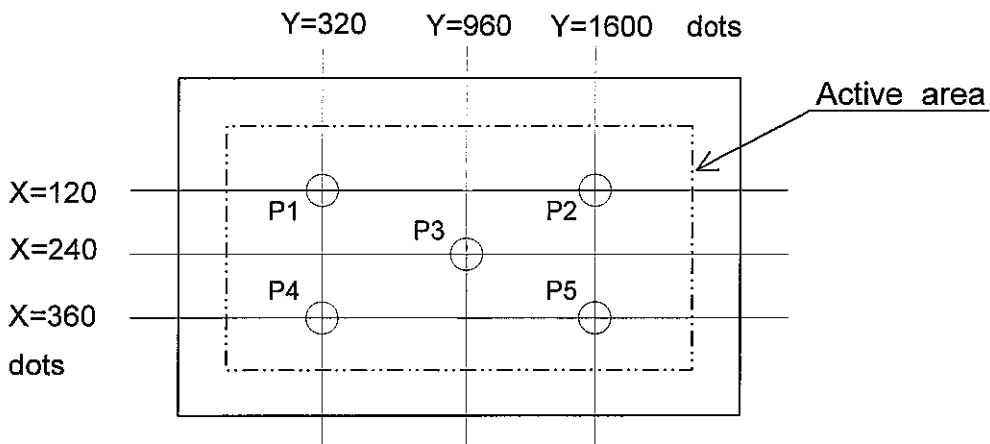 Y=320 Y=960 Y=1600 dots
Active area
X=120
P1 P2
P3
X=240
P4 P5
X=360
dots